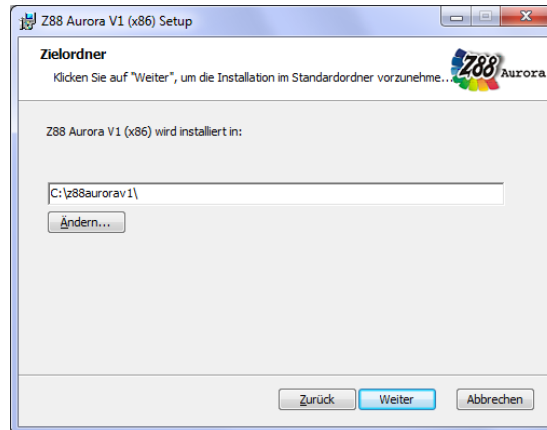 Z88 Aurora V1 (x86) Setup
Zielordner
Klicken Sie auf "Weiter", um die Installation im Standardordner vorzunehme...
Z88 Aurora
Z88 Aurora V1 (x86) wird installiert in:
C:\z88aurorav1\
Ändern...
Zurück Weiter Abbrechen